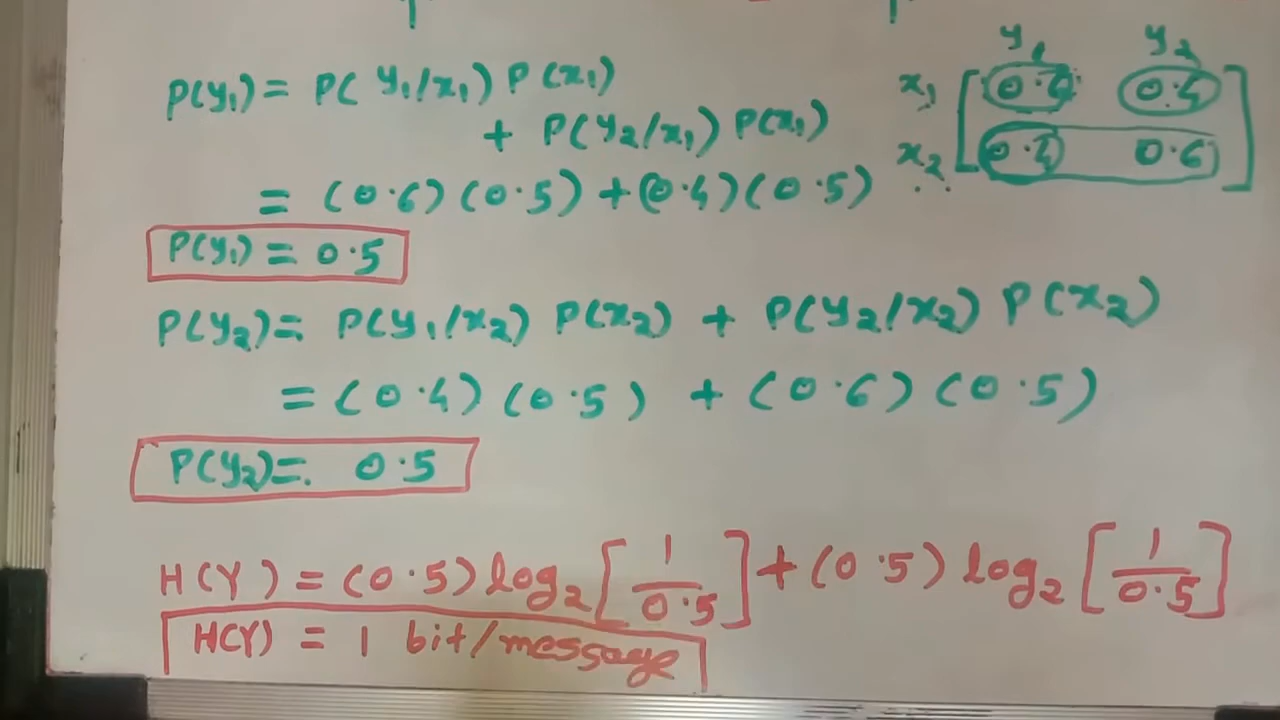 y₁ y₂
P(y₁) = P(y₁/x₁) P(x₁)
x₁ [ 0.4
+ P(y₂/x₁) P(x₁)
x₂ 0.4 0.6 ]
= (0.6) (0.5) + (0.4) (0.5)
P(y₁) = 0.5
P(y₂) = P(y₁/x₂) P(x₂) + P(y₂/x₂) P(x₂)
= (0.4) (0.5) + (0.6) (0.5)
P(y₂) = 0.5
H(Y) = (0.5) log₂ [ 1/0.5 ] + (0.5) log₂ [ 1/0.5 ]
H(Y) = 1 bit/message